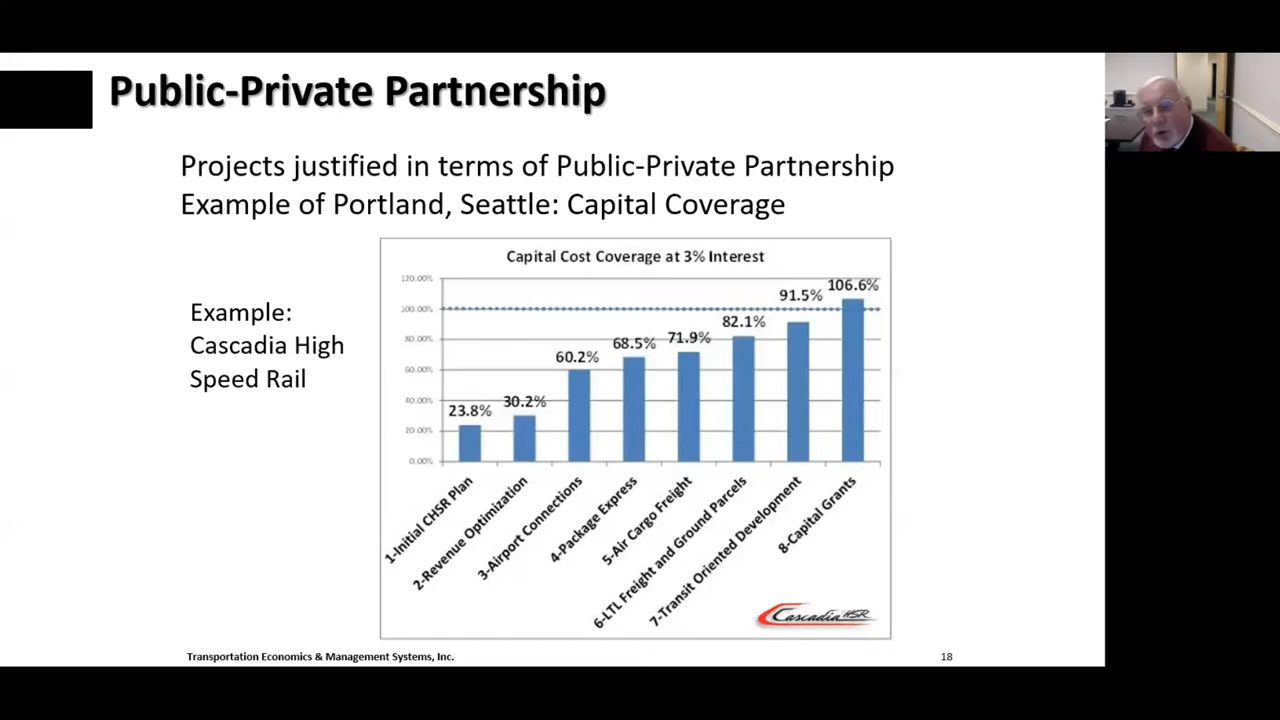 Public-Private Partnership
Projects justified in terms of Public-Private Partnership
Example of Portland, Seattle: Capital Coverage
Example:
Cascadia High
Speed Rail
Capital Cost Coverage at 3% Interest
120.00%
100.00%
80.00%
60.00%
40.00%
20.00%
0.00%
23.8%
30.2%
60.2%
68.5%
71.9%
82.1%
91.5%
106.6%
1-Initial CHSR Plan
2-Revenue Optimization
3-Airport Connections
4-Package Express
5-Air Cargo Freight
6-LTL Freight and Ground Parcels
7-Transit Oriented Development
8-Capital Grants
Cascadia HSR
Transportation Economics & Management Systems, Inc.
18